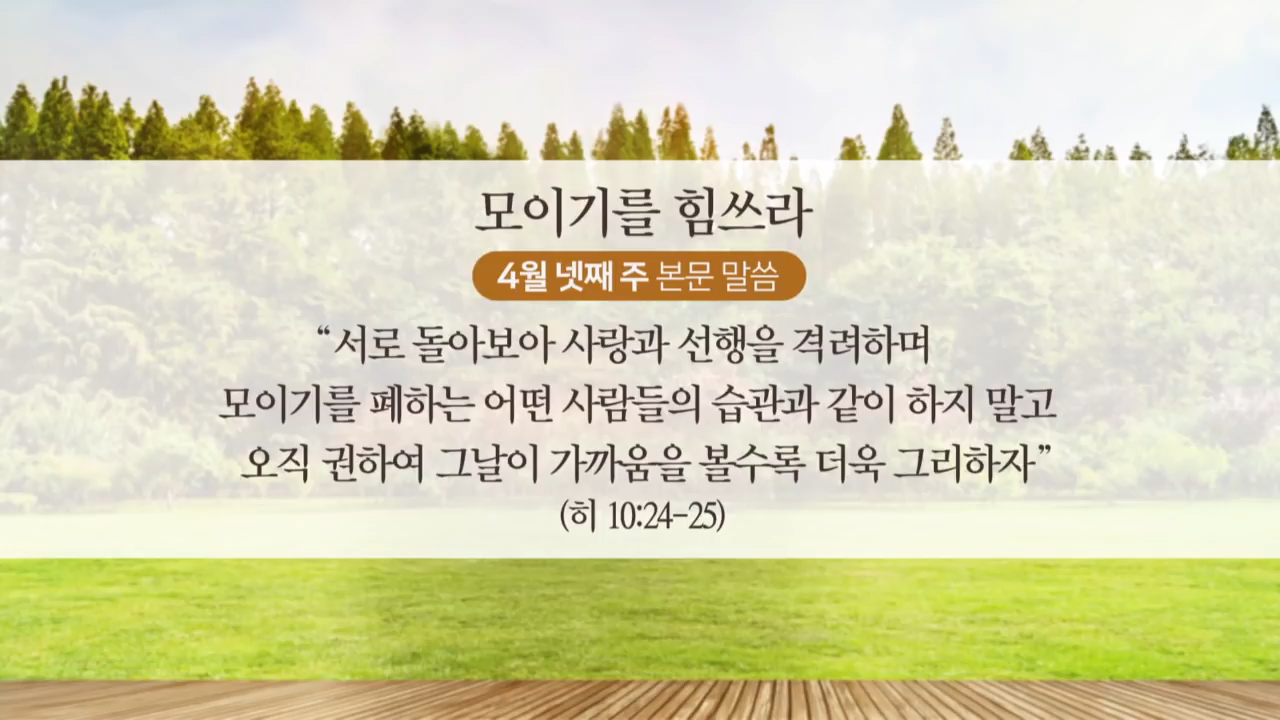 모이기를 힘쓰라
4월 넷째 주 본문 말씀
“서로 돌아보아 사랑과 선행을 격려하며
모이기를 폐하는 어떤 사람들의 습관과 같이 하지 말고
오직 권하여 그날이 가까움을 볼수록 더욱 그리하자”
(히 10:24-25)